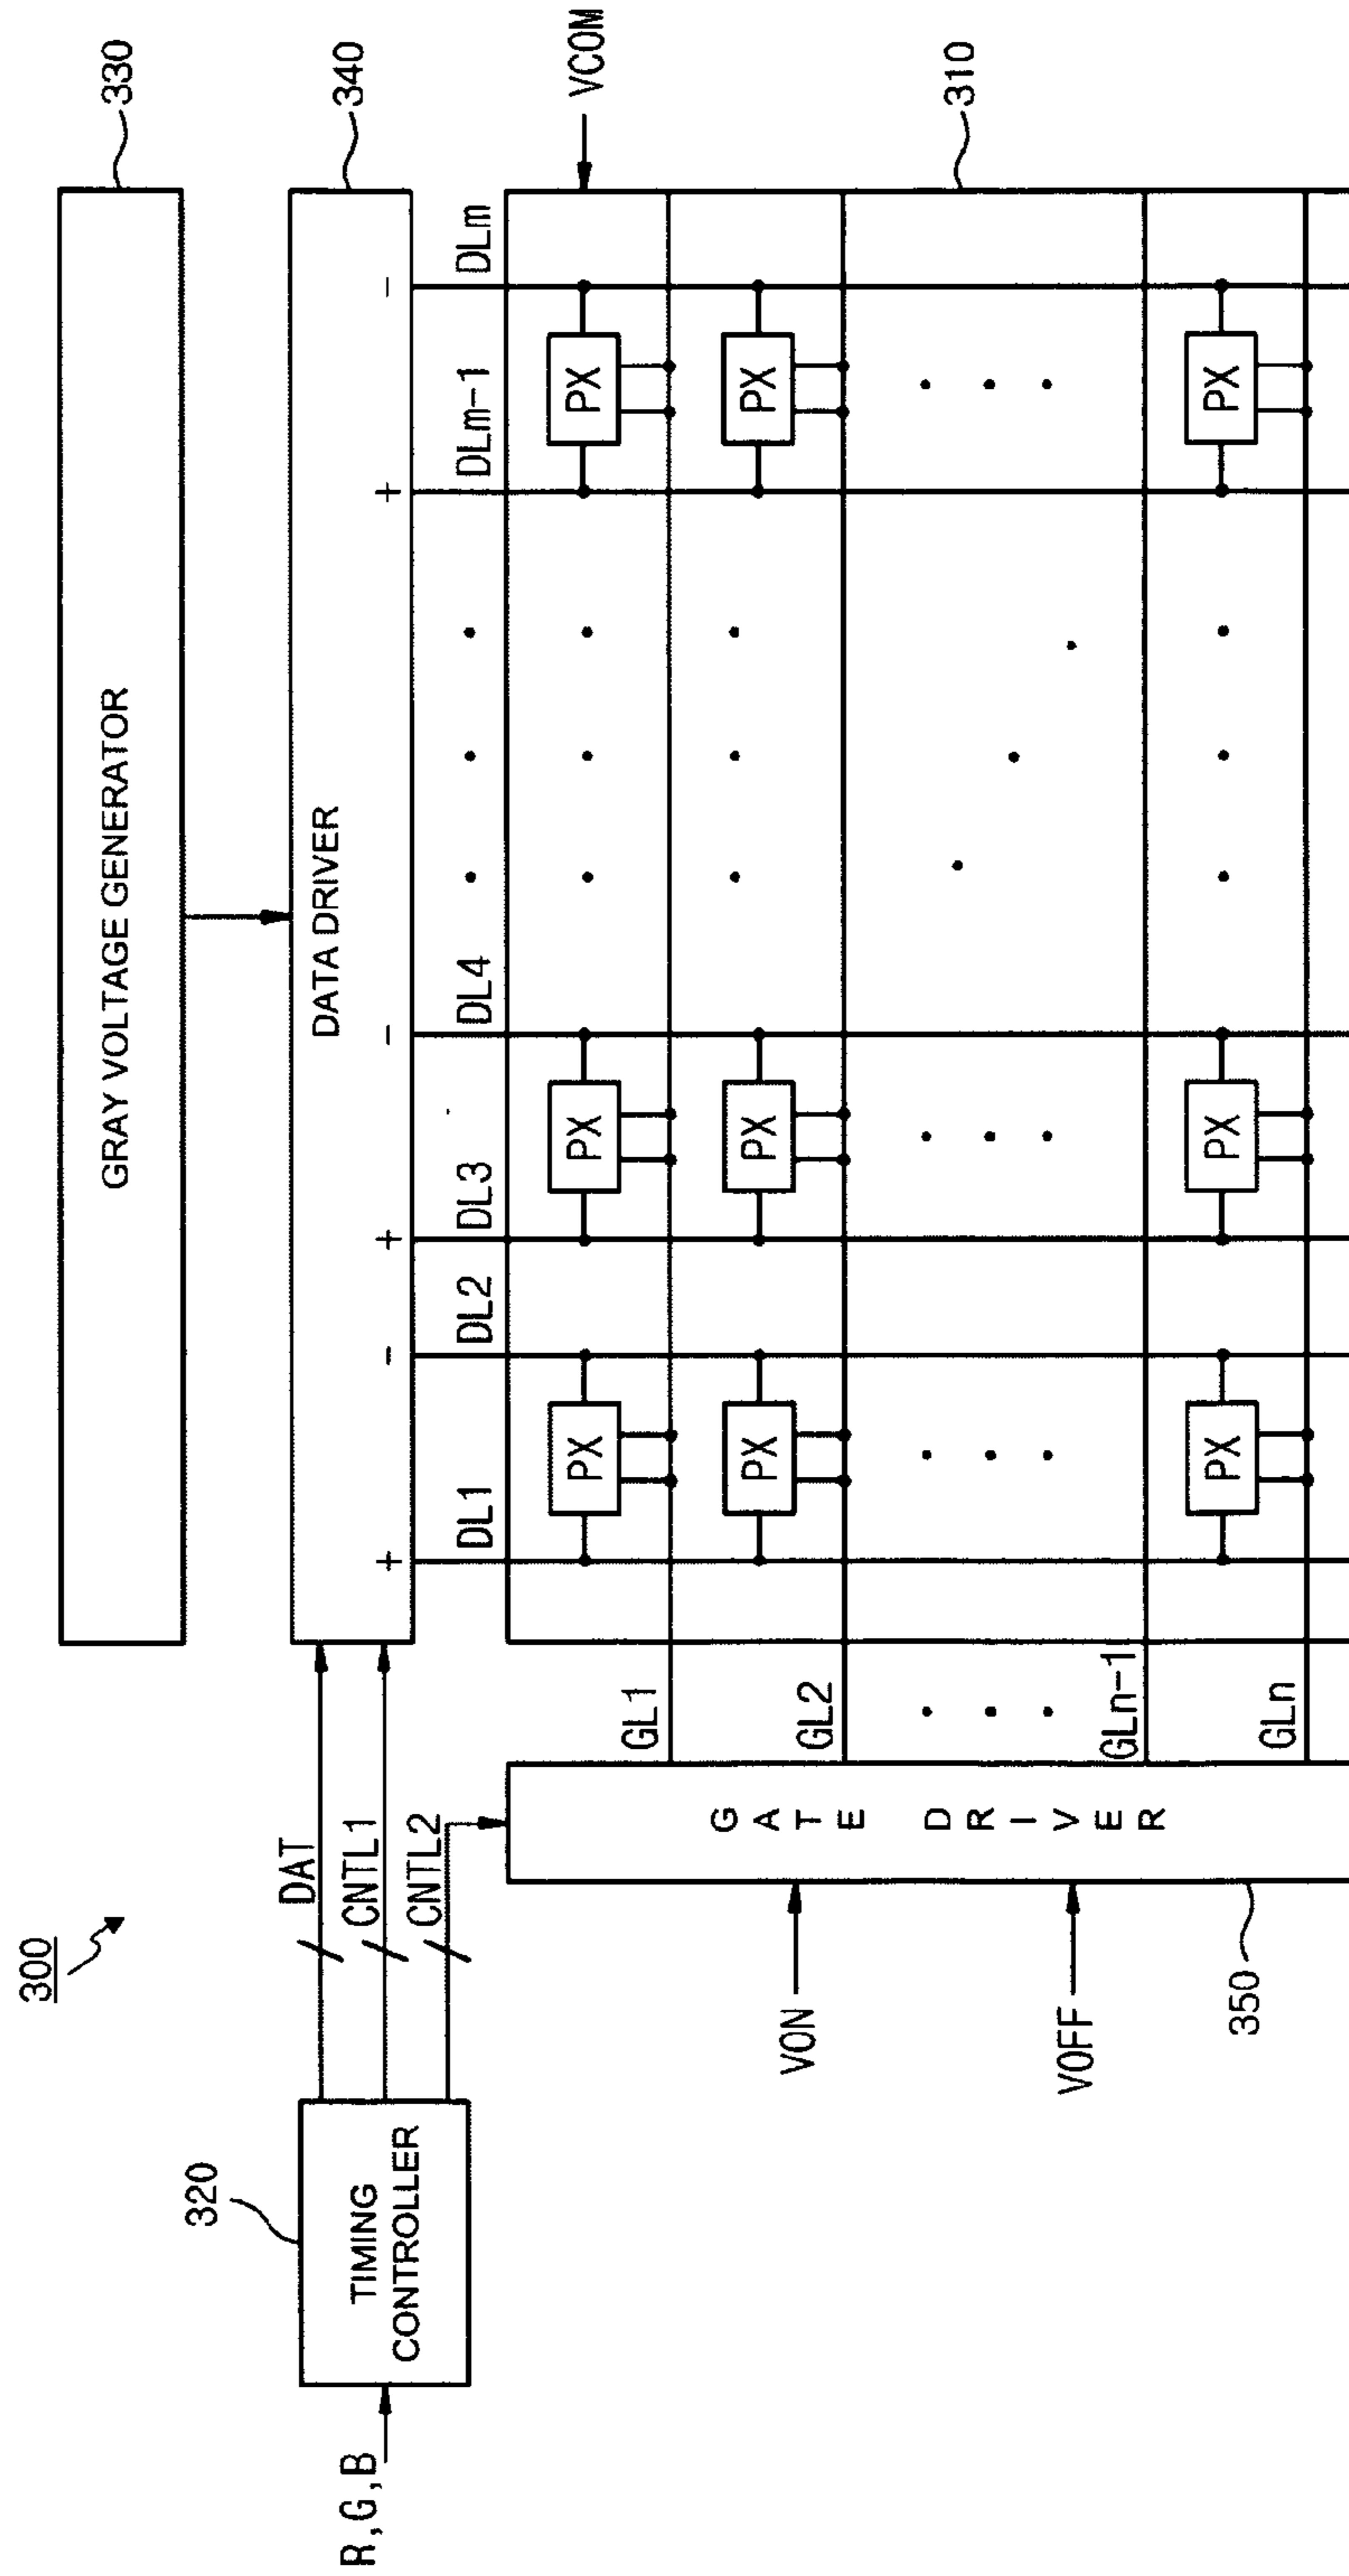 300
GRAY VOLTAGE GENERATOR
330
320
R,G,B
TIMING
CONTROLLER
DAT
CNTL1
CNTL2
DATA DRIVER
340
+ - + - + -
DL1 DL2 DL3 DL4 DLm-1 DLm
VCOM
PX PX PX
GL1
PX PX PX
GL2
310
GATE DRIVER
VON
VOFF
350
GLn-1
PX PX PX
GLn